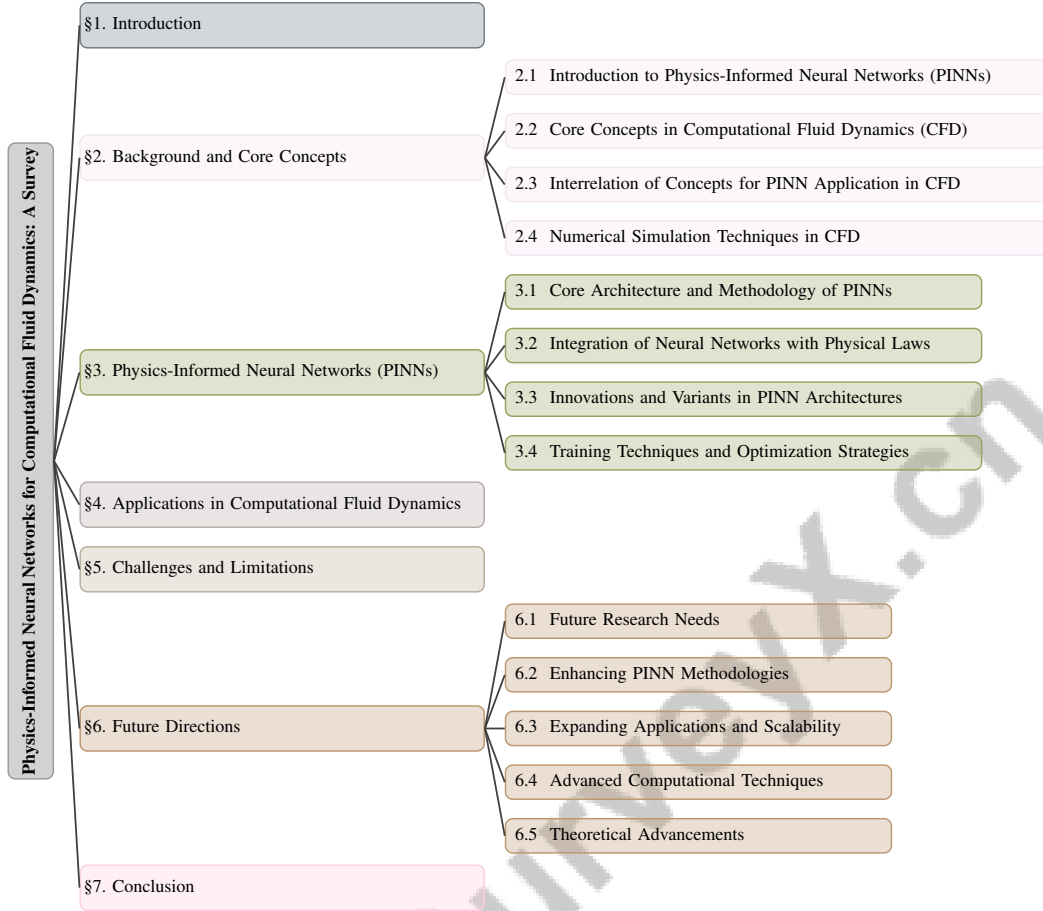 Physics-Informed Neural Networks for Computational Fluid Dynamics: A Survey
§1. Introduction
§2. Background and Core Concepts
2.1 Introduction to Physics-Informed Neural Networks (PINNs)
2.2 Core Concepts in Computational Fluid Dynamics (CFD)
2.3 Interrelation of Concepts for PINN Application in CFD
2.4 Numerical Simulation Techniques in CFD
§3. Physics-Informed Neural Networks (PINNs)
3.1 Core Architecture and Methodology of PINNs
3.2 Integration of Neural Networks with Physical Laws
3.3 Innovations and Variants in PINN Architectures
3.4 Training Techniques and Optimization Strategies
§4. Applications in Computational Fluid Dynamics
§5. Challenges and Limitations
§6. Future Directions
6.1 Future Research Needs
6.2 Enhancing PINN Methodologies
6.3 Expanding Applications and Scalability
6.4 Advanced Computational Techniques
6.5 Theoretical Advancements
§7. Conclusion
urveyx.cn